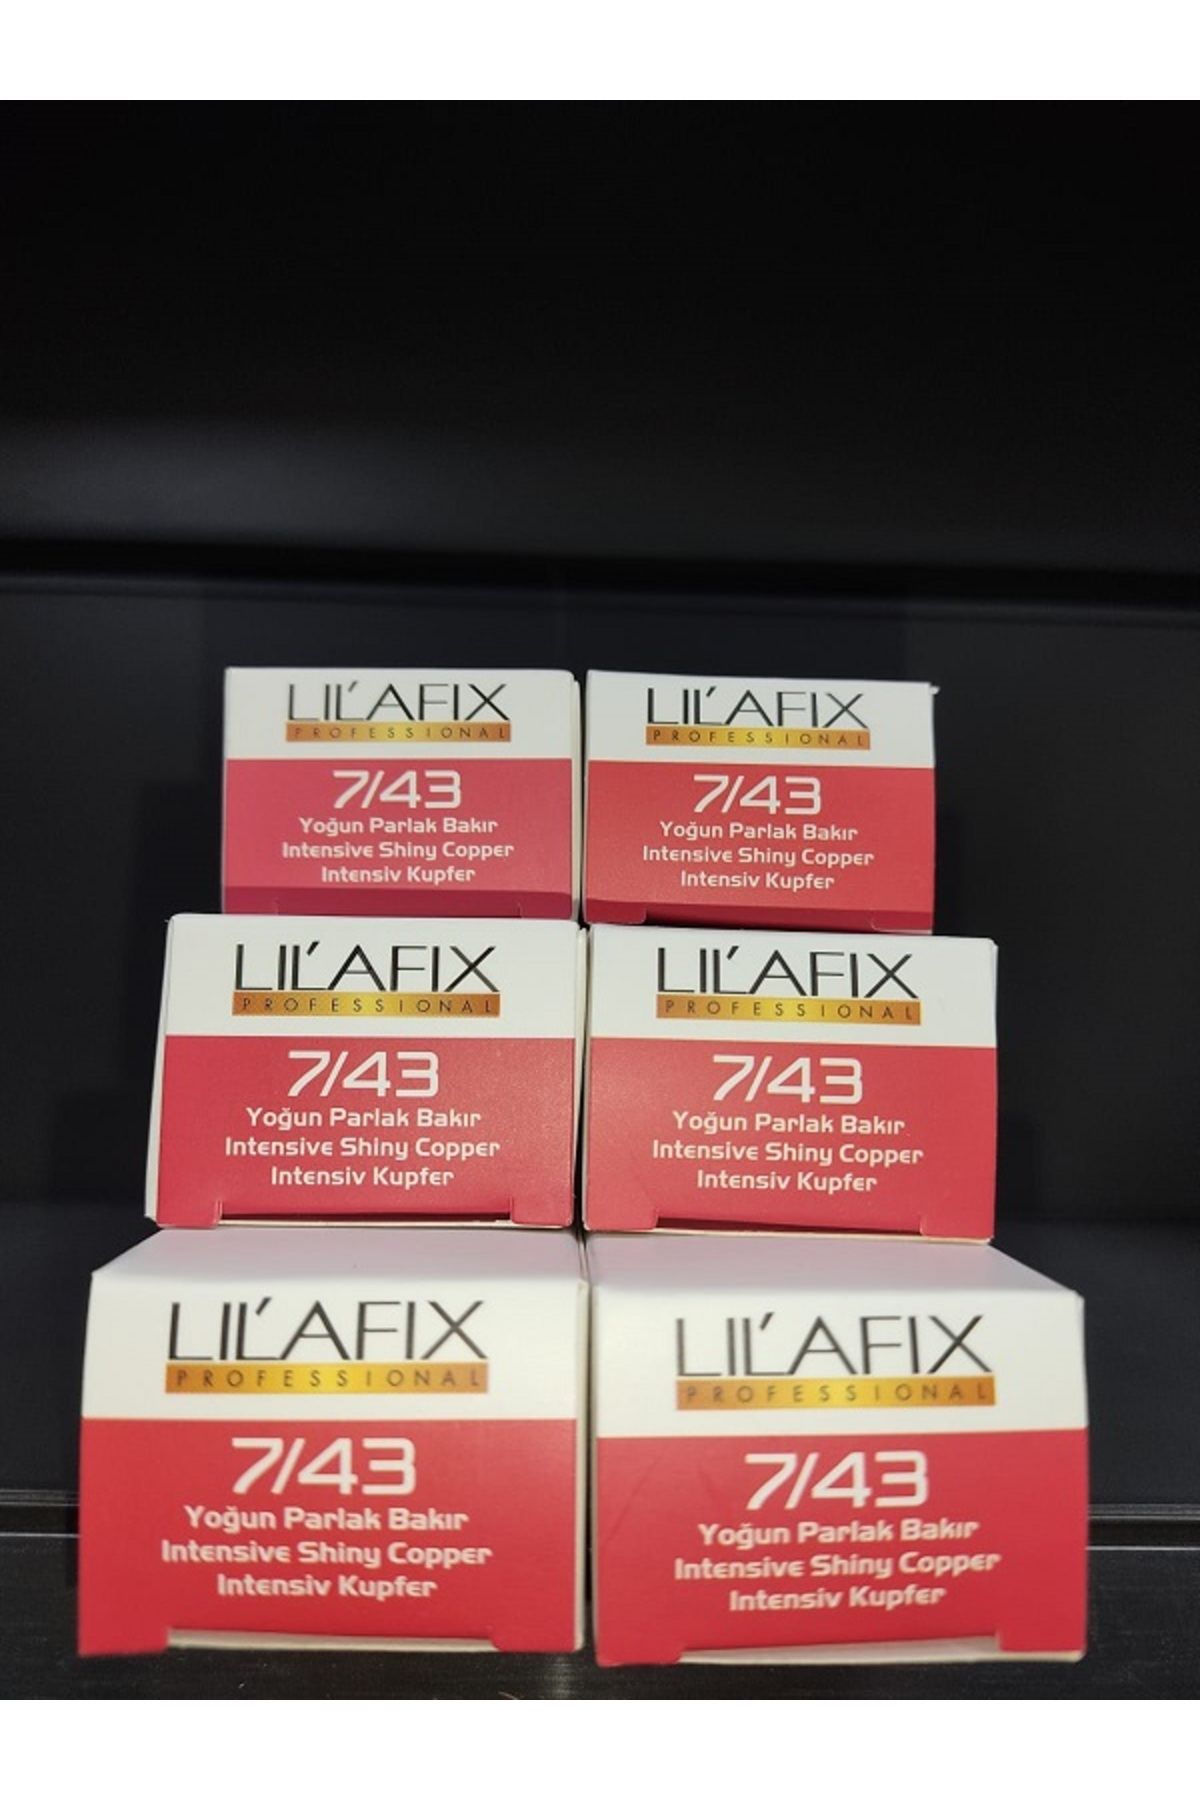 LIL'AFIX
PROFESSIONAL
7/43
Yoğun Parlak Bakır
Intensive Shiny Copper
Intensiv Kupfer
LIL'AFIX
PROFESSIONAL
7/43
Yoğun Parlak Bakır
Intensive Shiny Copper
Intensiv Kupfer
LIL'AFIX
PROFESSIONAL
7/43
Yoğun Parlak Bakır
Intensive Shiny Copper
Intensiv Kupfer
LIL'AFIX
PROFESSIONAL
7/43
Yoğun Parlak Bakır
Intensive Shiny Copper
Intensiv Kupfer
LIL'AFIX
PROFESSIONAL
7/43
Yoğun Parlak Bakır
Intensive Shiny Copper
Intensiv Kupfer
LIL'AFIX
PROFESSIONAL
7/43
Yoğun Parlak Bakır
Intensive Shiny Copper
Intensiv Kupfer